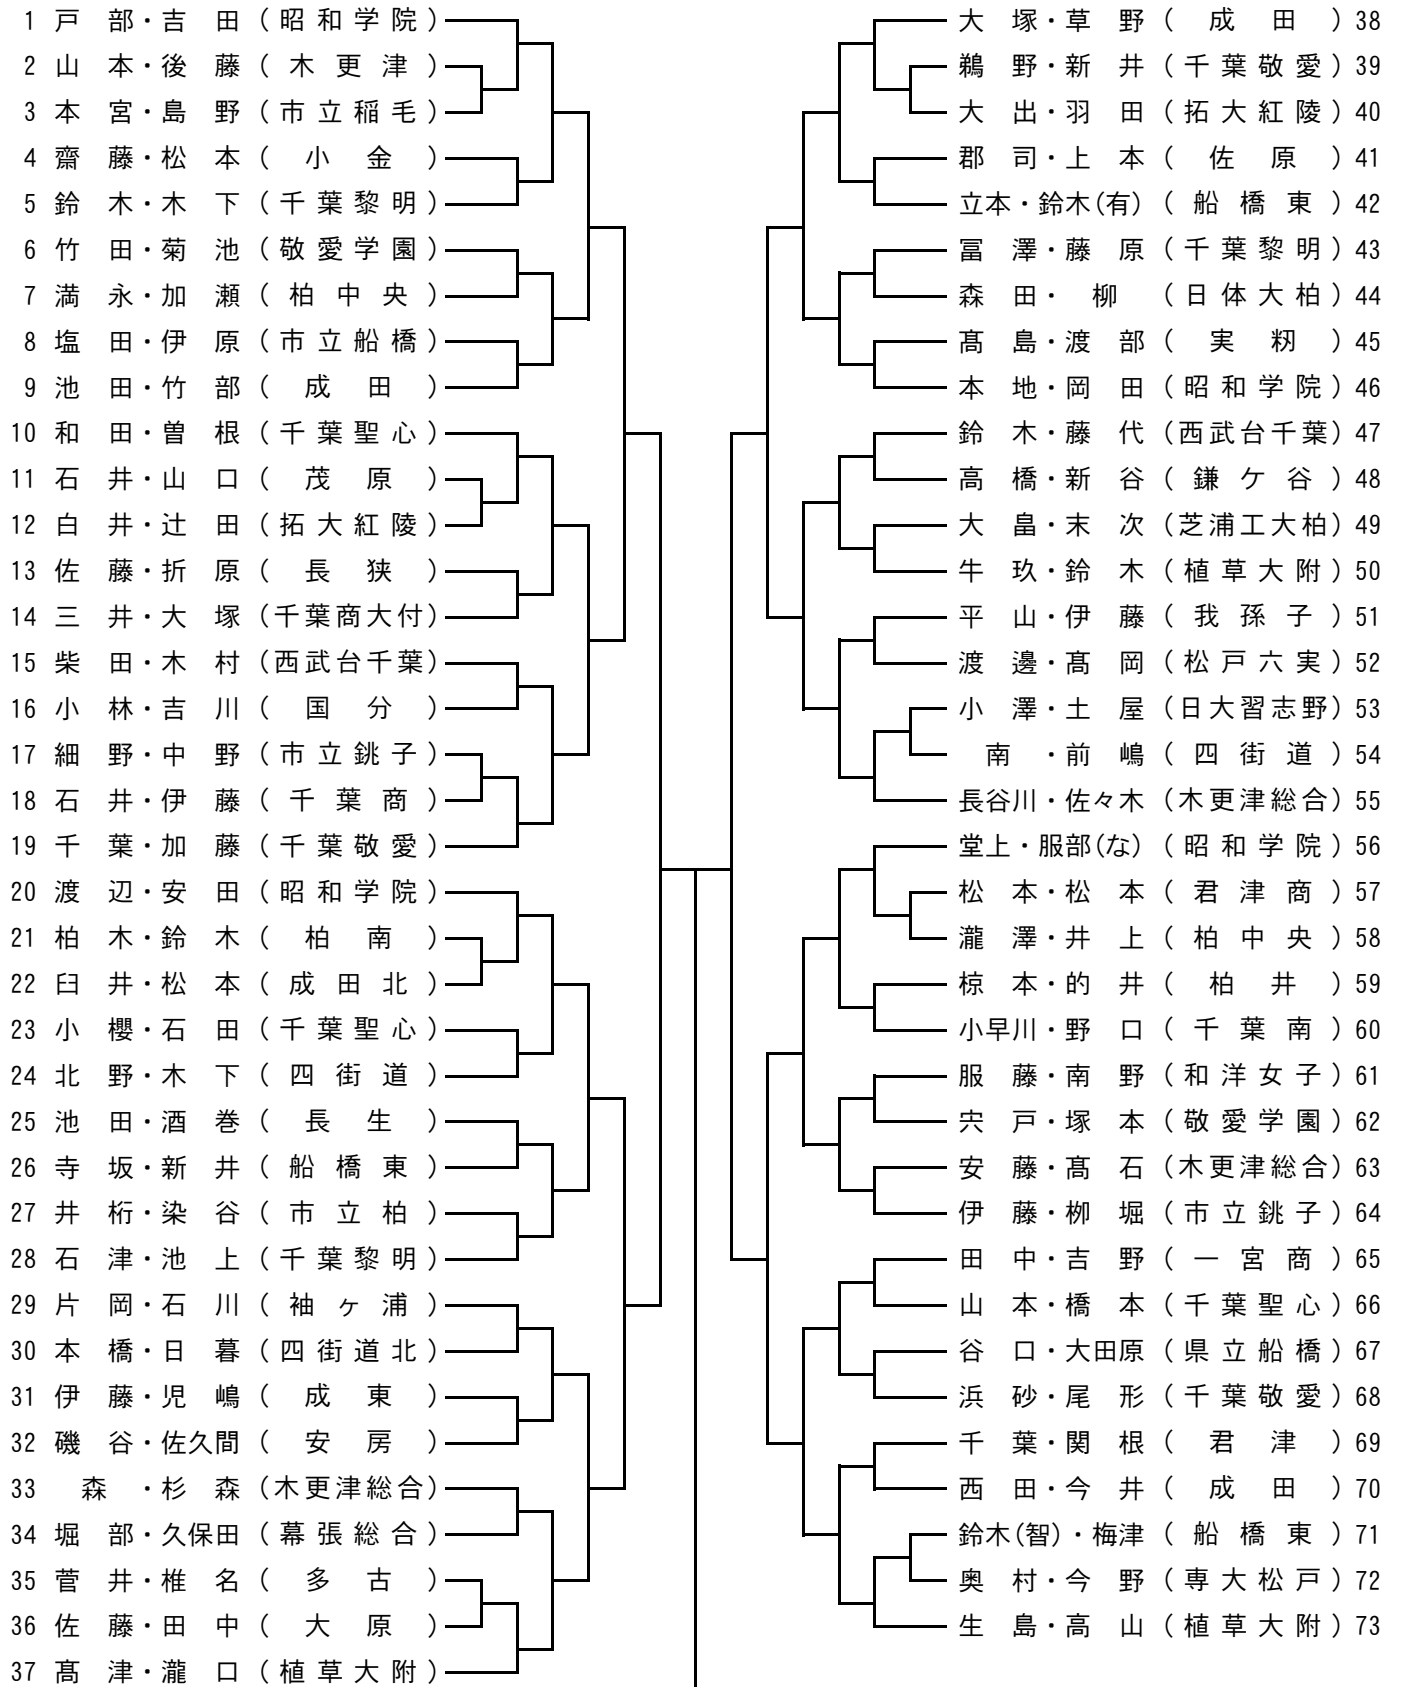 1 戸部・吉田（昭和学院）
2 山本・後藤（木更津）
3 本宮・島野（市立稲毛）
4 齋藤・松本（小金）
5 鈴木・木下（千葉黎明）
6 竹田・菊池（敬愛学園）
7 満永・加瀬（柏中央）
8 塩田・伊原（市立船橋）
9 池田・竹部（成田）
10 和田・曽根（千葉聖心）
11 石井・山口（茂原）
12 白井・辻田（拓大紅陵）
13 佐藤・折原（長狭）
14 三井・大塚（千葉商大付）
15 柴田・木村（西武台千葉）
16 小林・吉川（国分）
17 細野・中野（市立銚子）
18 石井・伊藤（千葉商）
19 千葉・加藤（千葉敬愛）
20 渡辺・安田（昭和学院）
21 柏木・鈴木（柏南）
22 臼井・松本（成田北）
23 小櫻・石田（千葉聖心）
24 北野・木下（四街道）
25 池田・酒巻（長生）
26 寺坂・新井（船橋東）
27 井桁・染谷（市立柏）
28 石津・池上（千葉黎明）
29 片岡・石川（袖ヶ浦）
30 本橋・日暮（四街道北）
31 伊藤・児嶋（成東）
32 磯谷・佐久間（安房）
33 森・杉森（木更津総合）
34 堀部・久保田（幕張総合）
35 菅井・椎名（多古）
36 佐藤・田中（大原）
37 髙津・瀧口（植草大附）
大塚・草野（成田）38
鵜野・新井（千葉敬愛）39
大出・羽田（拓大紅陵）40
郡司・上本（佐原）41
立本・鈴木(有)（船橋東）42
冨澤・藤原（千葉黎明）43
森田・柳（日体大柏）44
髙島・渡部（実籾）45
本地・岡田（昭和学院）46
鈴木・藤代（西武台千葉）47
高橋・新谷（鎌ケ谷）48
大畠・末次（芝浦工大柏）49
牛玖・鈴木（植草大附）50
平山・伊藤（我孫子）51
渡邊・髙岡（松戸六実）52
小澤・土屋（日大習志野）53
南・前嶋（四街道）54
長谷川・佐々木（木更津総合）55
堂上・服部(な)（昭和学院）56
松本・松本（君津商）57
瀧澤・井上（柏中央）58
椋本・的井（柏井）59
小早川・野口（千葉南）60
服藤・南野（和洋女子）61
宍戸・塚本（敬愛学園）62
安藤・髙石（木更津総合）63
伊藤・栁堀（市立銚子）64
田中・吉野（一宮商）65
山本・橋本（千葉聖心）66
谷口・大田原（県立船橋）67
浜砂・尾形（千葉敬愛）68
千葉・関根（君津）69
西田・今井（成田）70
鈴木(智)・梅津（船橋東）71
奥村・今野（専大松戸）72
生島・高山（植草大附）73